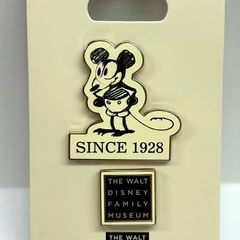 SINCE 1928
THE WALT
DISNEY
FAMILY
MUSEUM
THE WALT